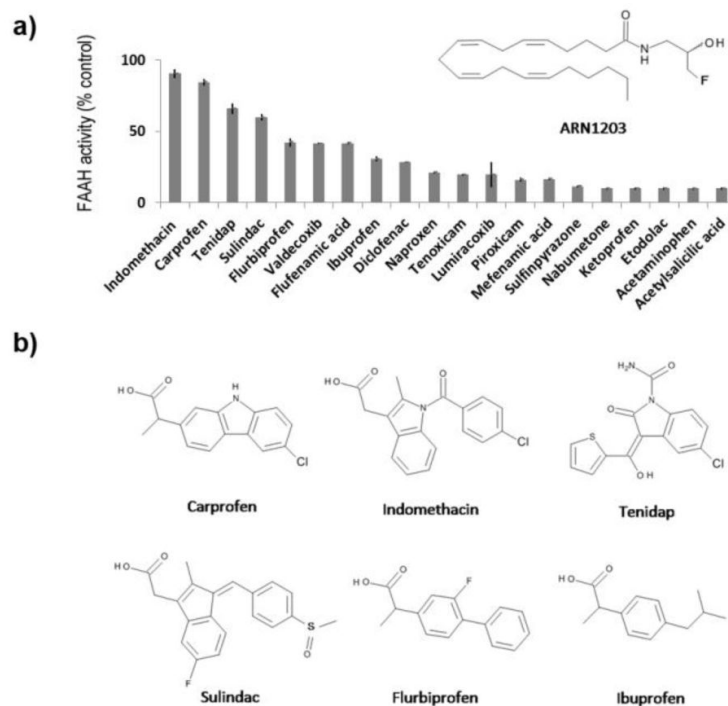 a)
FAAH activity (% control)
100
50
0
Indomethacin
Carprofen
Tenidap
Sulindac
Flurbiprofen
Valdecoxib
Flufenamic acid
Ibuprofen
Diclofenac
Naproxen
Tenoxicam
Lumiracoxib
Piroxicam
Mefenamic acid
Sulfinpyrazone
Nabumetone
Ketoprofen
Etodolac
Acetaminophen
Acetylsalicilic acid
O
OH
N
H
F
ARN1203
b)
O
HO
H
N
Cl
Carprofen
O
HO
O
N
Cl
Indomethacin
H₂N
O
O
N
S
Cl
OH
Tenidap
O
HO
S
O
F
Sulindac
O
HO
F
Flurbiprofen
O
HO
Ibuprofen